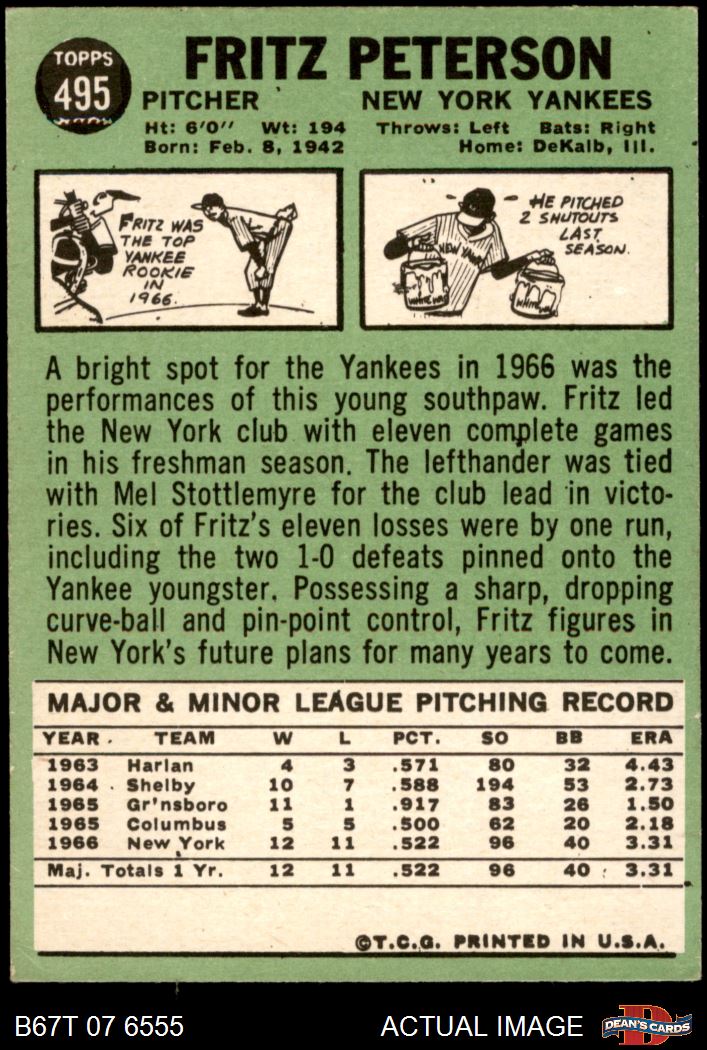 TOPPS
495
FRITZ PETERSON
PITCHER NEW YORK YANKEES
Ht: 6'0" Wt: 194 Throws: Left Bats: Right
Born: Feb. 8, 1942 Home: DeKalb, Ill.
FRITZ WAS
THE TOP
YANKEE
ROOKIE
IN
1966.
HE PITCHED
2 SHUTOUTS
LAST
SEASON.
NEW YORK
WHITEWASH
A bright spot for the Yankees in 1966 was the
performances of this young southpaw. Fritz led
the New York club with eleven complete games
in his freshman season. The lefthander was tied
with Mel Stottlemyre for the club lead in victo-
ries. Six of Fritz's eleven losses were by one run,
including the two 1-0 defeats pinned onto the
Yankee youngster. Possessing a sharp, dropping
curve-ball and pin-point control, Fritz figures in
New York's future plans for many years to come.
MAJOR & MINOR LEAGUE PITCHING RECORD
YEAR TEAM W L PCT. SO BB ERA
1963 Harlan 4 3 .571 80 32 4.43
1964 Shelby 10 7 .588 194 53 2.73
1965 Gr'nsboro 11 1 .917 83 26 1.50
1965 Columbus 5 5 .500 62 20 2.18
1966 New York 12 11 .522 96 40 3.31
Maj. Totals 1 Yr. 12 11 .522 96 40 3.31
©T.C.G. PRINTED IN U.S.A.
B67T 07 6555 ACTUAL IMAGE
D
DEAN'S CARDS